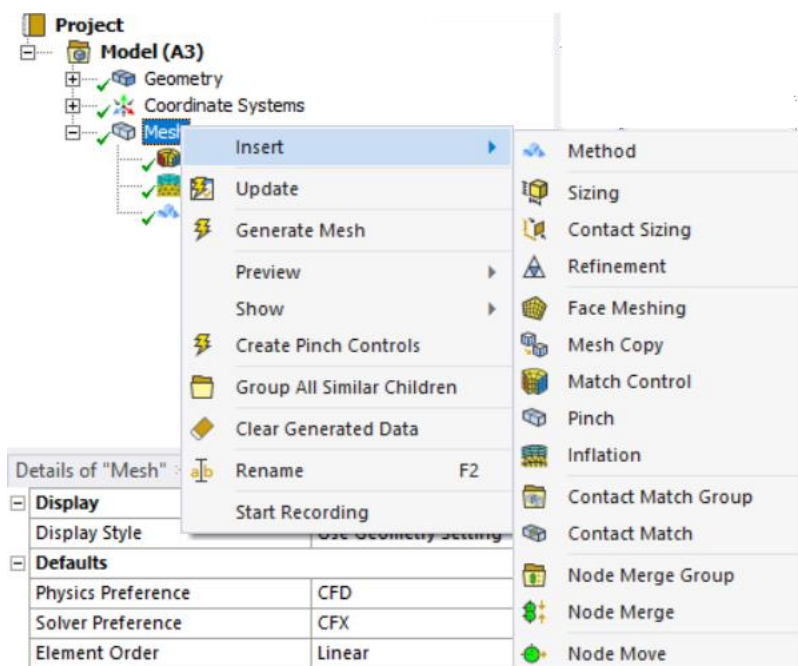 Project
Model (A3)
Geometry
Coordinate Systems
Mesh
Insert
Update
Generate Mesh
Preview
Show
Create Pinch Controls
Group All Similar Children
Clear Generated Data
Rename F2
Start Recording
Method
Sizing
Contact Sizing
Refinement
Face Meshing
Mesh Copy
Match Control
Pinch
Inflation
Contact Match Group
Contact Match
Node Merge Group
Node Merge
Node Move
Details of "Mesh"
Display
Display Style Use Geometry Setting
Defaults
Physics Preference CFD
Solver Preference CFX
Element Order Linear